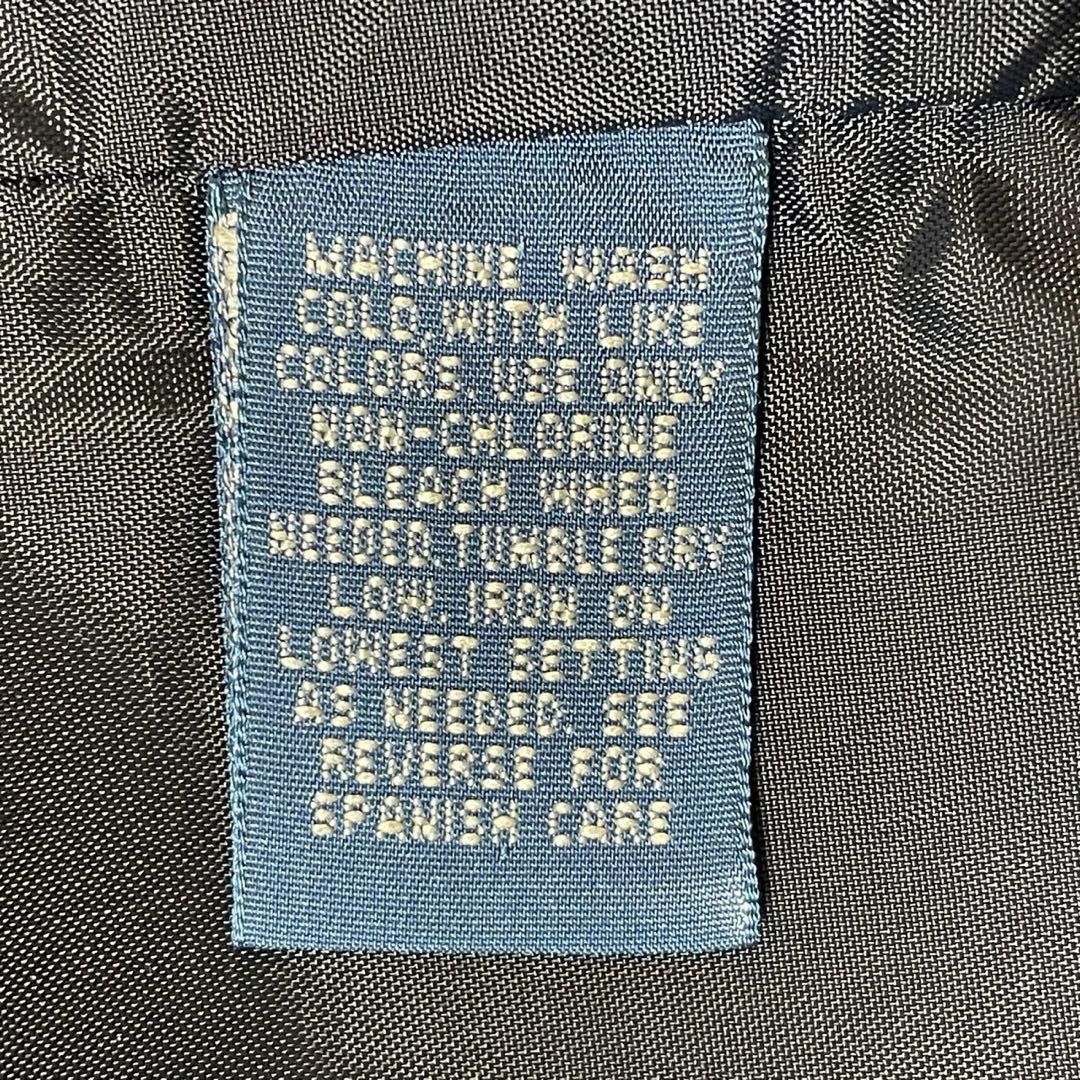 MACHINE WASH
COLD WITH LIKE
COLORS. USE ONLY
NON-CHLORINE
BLEACH WHEN
NEEDED. TUMBLE DRY
LOW. IRON ON
LOWEST SETTING
AS NEEDED. SEE
REVERSE FOR
SPANISH CARE